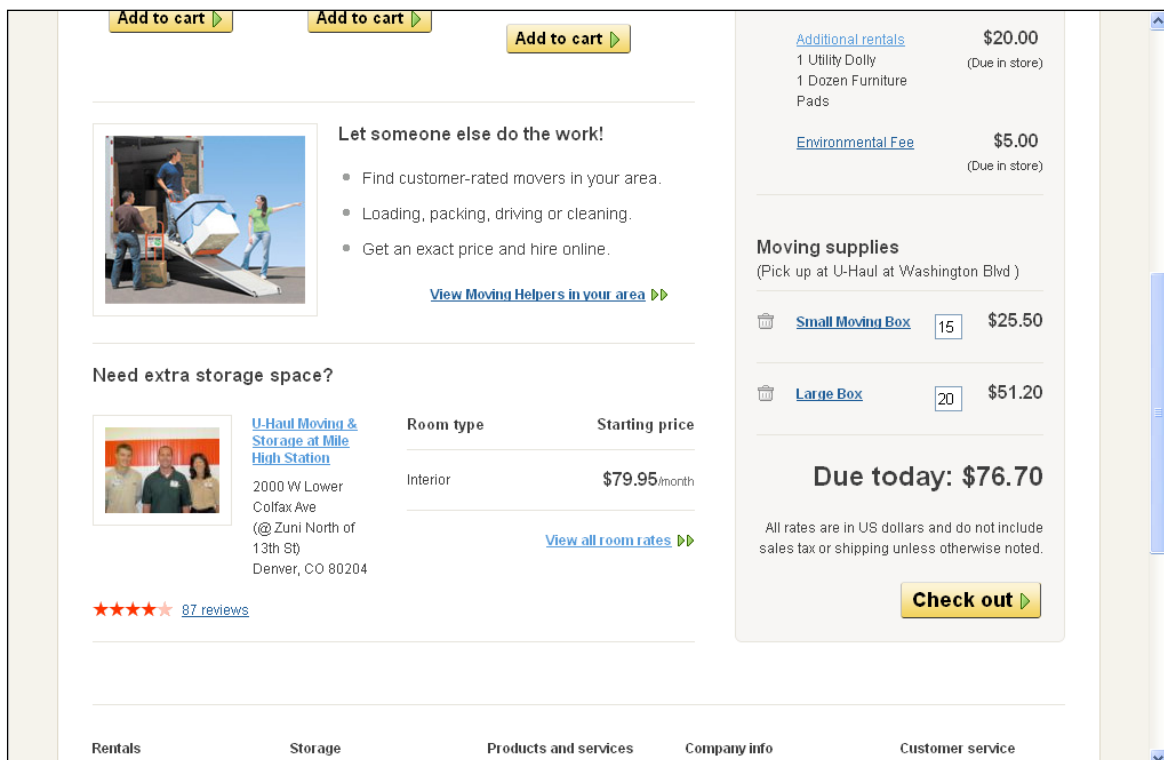 Add to cart
Add to cart
Add to cart
Let someone else do the work!
Find customer-rated movers in your area.
Loading, packing, driving or cleaning.
Get an exact price and hire online.
View Moving Helpers in your area
Need extra storage space?
U-Haul Moving &
Storage at Mile
High Station
2000 W Lower
Colfax Ave
(@ Zuni North of
13th St)
Denver, CO 80204
87 reviews
Room type Starting price
Interior $79.95/month
View all room rates
Additional rentals $20.00
1 Utility Dolly (Due in store)
1 Dozen Furniture
Pads
Environmental Fee $5.00
(Due in store)
Moving supplies
(Pick up at U-Haul at Washington Blvd )
Small Moving Box 15 $25.50
Large Box 20 $51.20
Due today: $76.70
All rates are in US dollars and do not include
sales tax or shipping unless otherwise noted.
Check out
Rentals Storage Products and services Company info Customer service